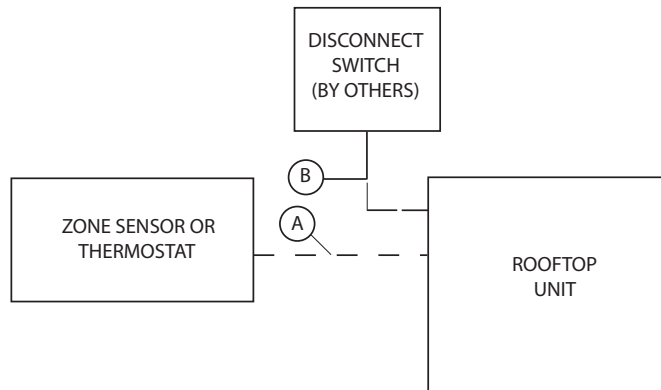 DISCONNECT
SWITCH
(BY OTHERS)
B
ZONE SENSOR OR
THERMOSTAT
A
ROOFTOP
UNIT